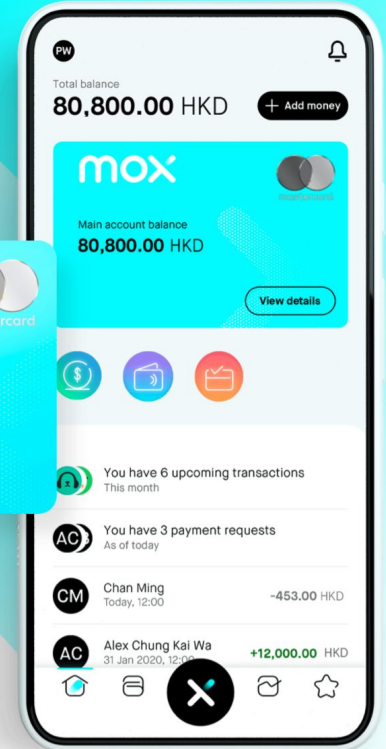 PW
Total balance
80,800.00 HKD
+ Add money
mox
mastercard
Main account balance
80,800.00 HKD
View details
rcard
$
You have 6 upcoming transactions
This month
AC
You have 3 payment requests
As of today
CM
Chan Ming
Today, 12:00
-453.00 HKD
AC
Alex Chung Kai Wa
31 Jan 2020, 12:00
+12,000.00 HKD